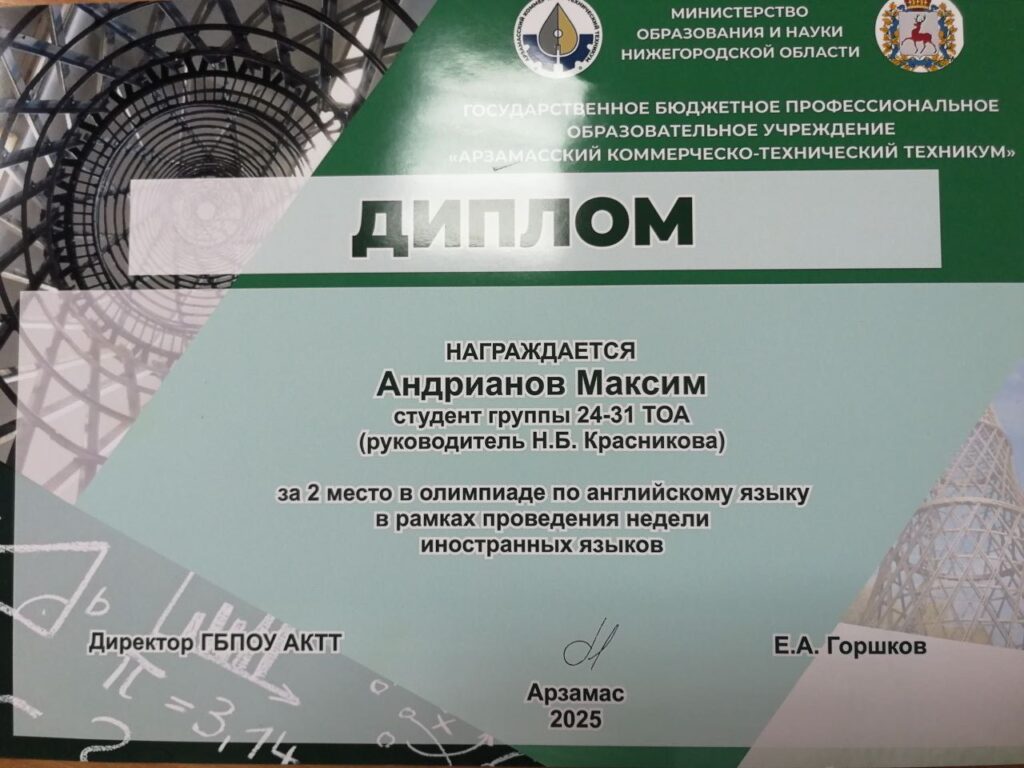 МИНИСТЕРСТВО
ОБРАЗОВАНИЯ И НАУКИ
НИЖЕГОРОДСКОЙ ОБЛАСТИ
ГОСУДАРСТВЕННОЕ БЮДЖЕТНОЕ ПРОФЕССИОНАЛЬНОЕ
ОБРАЗОВАТЕЛЬНОЕ УЧРЕЖДЕНИЕ
«АРЗАМАССКИЙ КОММЕРЧЕСКО-ТЕХНИЧЕСКИЙ ТЕХНИКУМ»
ДИПЛОМ
НАГРАЖДАЕТСЯ
Андрианов Максим
студент группы 24-31 ТОА
(руководитель Н.Б. Красникова)
за 2 место в олимпиаде по английскому языку
в рамках проведения недели
иностранных языков
b
Директор ГБПОУ АКТТ
Е.А. Горшков
π = 3,14
x
Арзамас
2025